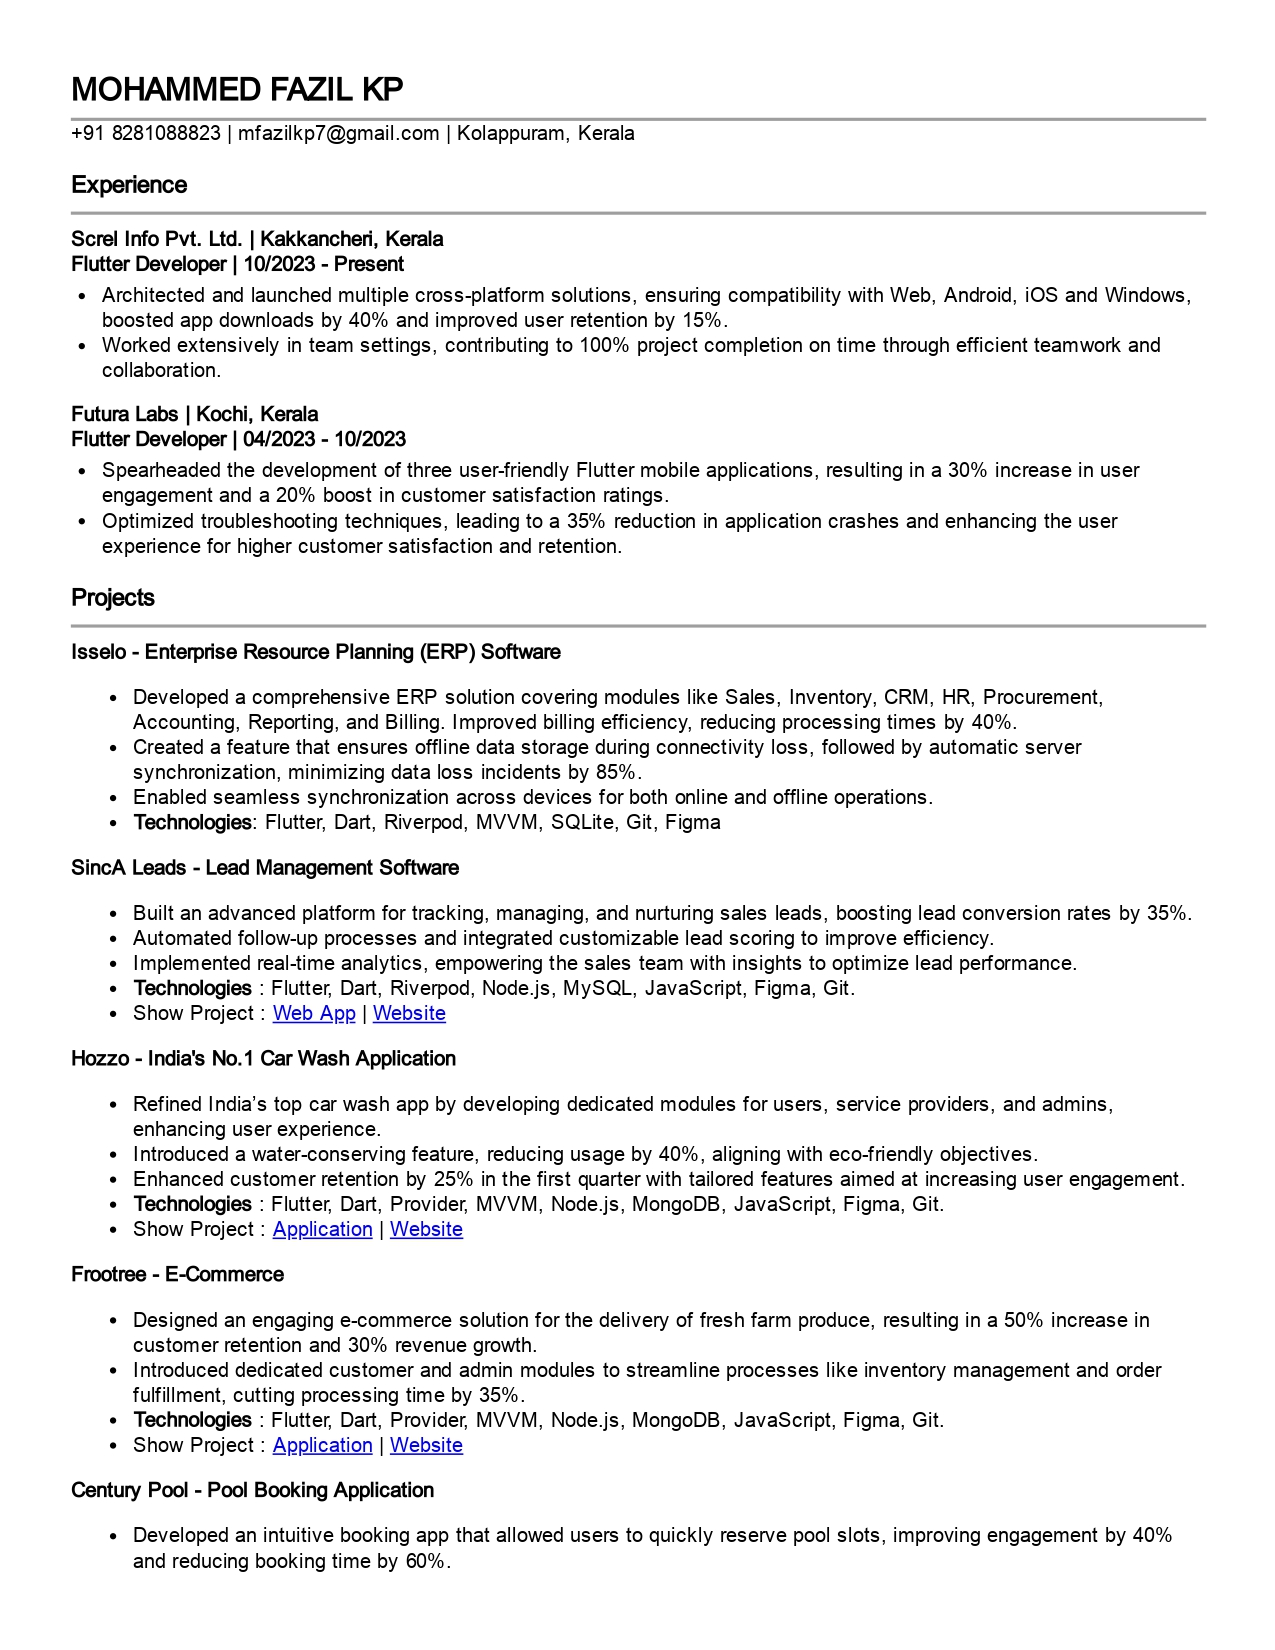 MOHAMMED FAZIL KP
+91 8281088823 | mfazilkp7@gmail.com | Kolappuram, Kerala
Experience
Screl Info Pvt. Ltd. | Kakkancheri, Kerala
Flutter Developer | 10/2023 - Present
• Architected and launched multiple cross-platform solutions, ensuring compatibility with Web, Android, iOS and Windows,
boosted app downloads by 40% and improved user retention by 15%.
• Worked extensively in team settings, contributing to 100% project completion on time through efficient teamwork and
collaboration.
Futura Labs | Kochi, Kerala
Flutter Developer | 04/2023 - 10/2023
• Spearheaded the development of three user-friendly Flutter mobile applications, resulting in a 30% increase in user
engagement and a 20% boost in customer satisfaction ratings.
• Optimized troubleshooting techniques, leading to a 35% reduction in application crashes and enhancing the user
experience for higher customer satisfaction and retention.
Projects
Isselo - Enterprise Resource Planning (ERP) Software
• Developed a comprehensive ERP solution covering modules like Sales, Inventory, CRM, HR, Procurement,
Accounting, Reporting, and Billing. Improved billing efficiency, reducing processing times by 40%.
• Created a feature that ensures offline data storage during connectivity loss, followed by automatic server
synchronization, minimizing data loss incidents by 85%.
• Enabled seamless synchronization across devices for both online and offline operations.
• Technologies: Flutter, Dart, Riverpod, MVVM, SQLite, Git, Figma
SincA Leads - Lead Management Software
• Built an advanced platform for tracking, managing, and nurturing sales leads, boosting lead conversion rates by 35%.
• Automated follow-up processes and integrated customizable lead scoring to improve efficiency.
• Implemented real-time analytics, empowering the sales team with insights to optimize lead performance.
• Technologies : Flutter, Dart, Riverpod, Node.js, MySQL, JavaScript, Figma, Git.
• Show Project : Web App | Website
Hozzo - India's No.1 Car Wash Application
• Refined India’s top car wash app by developing dedicated modules for users, service providers, and admins,
enhancing user experience.
• Introduced a water-conserving feature, reducing usage by 40%, aligning with eco-friendly objectives.
• Enhanced customer retention by 25% in the first quarter with tailored features aimed at increasing user engagement.
• Technologies : Flutter, Dart, Provider, MVVM, Node.js, MongoDB, JavaScript, Figma, Git.
• Show Project : Application | Website
Frootree - E-Commerce
• Designed an engaging e-commerce solution for the delivery of fresh farm produce, resulting in a 50% increase in
customer retention and 30% revenue growth.
• Introduced dedicated customer and admin modules to streamline processes like inventory management and order
fulfillment, cutting processing time by 35%.
• Technologies : Flutter, Dart, Provider, MVVM, Node.js, MongoDB, JavaScript, Figma, Git.
• Show Project : Application | Website
Century Pool - Pool Booking Application
• Developed an intuitive booking app that allowed users to quickly reserve pool slots, improving engagement by 40%
and reducing booking time by 60%.